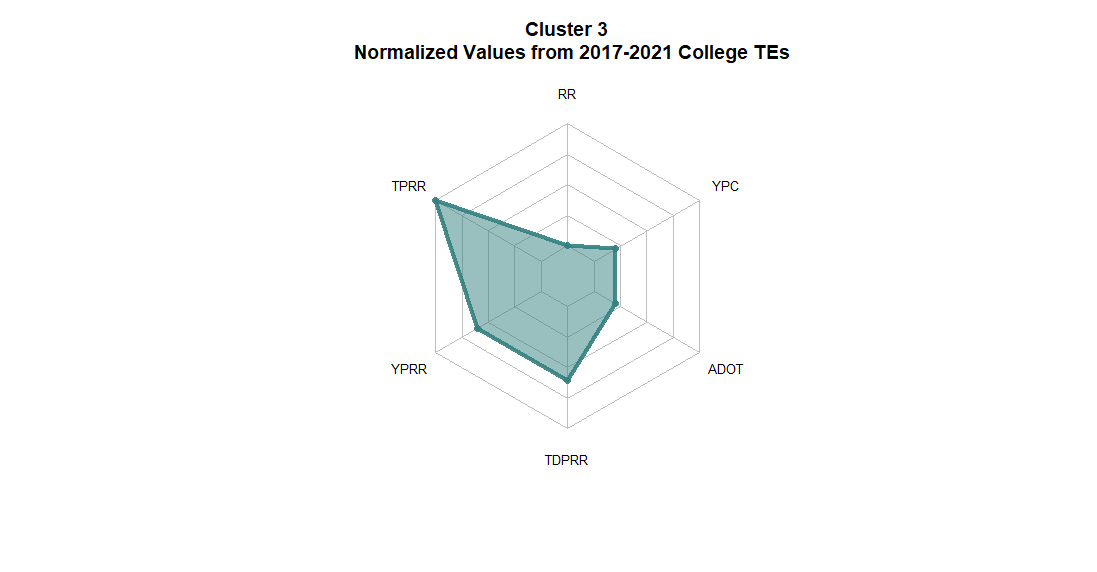 Cluster 3
Normalized Values from 2017-2021 College TEs
RR
TPRR
YPC
YPRR
ADOT
TDPRR